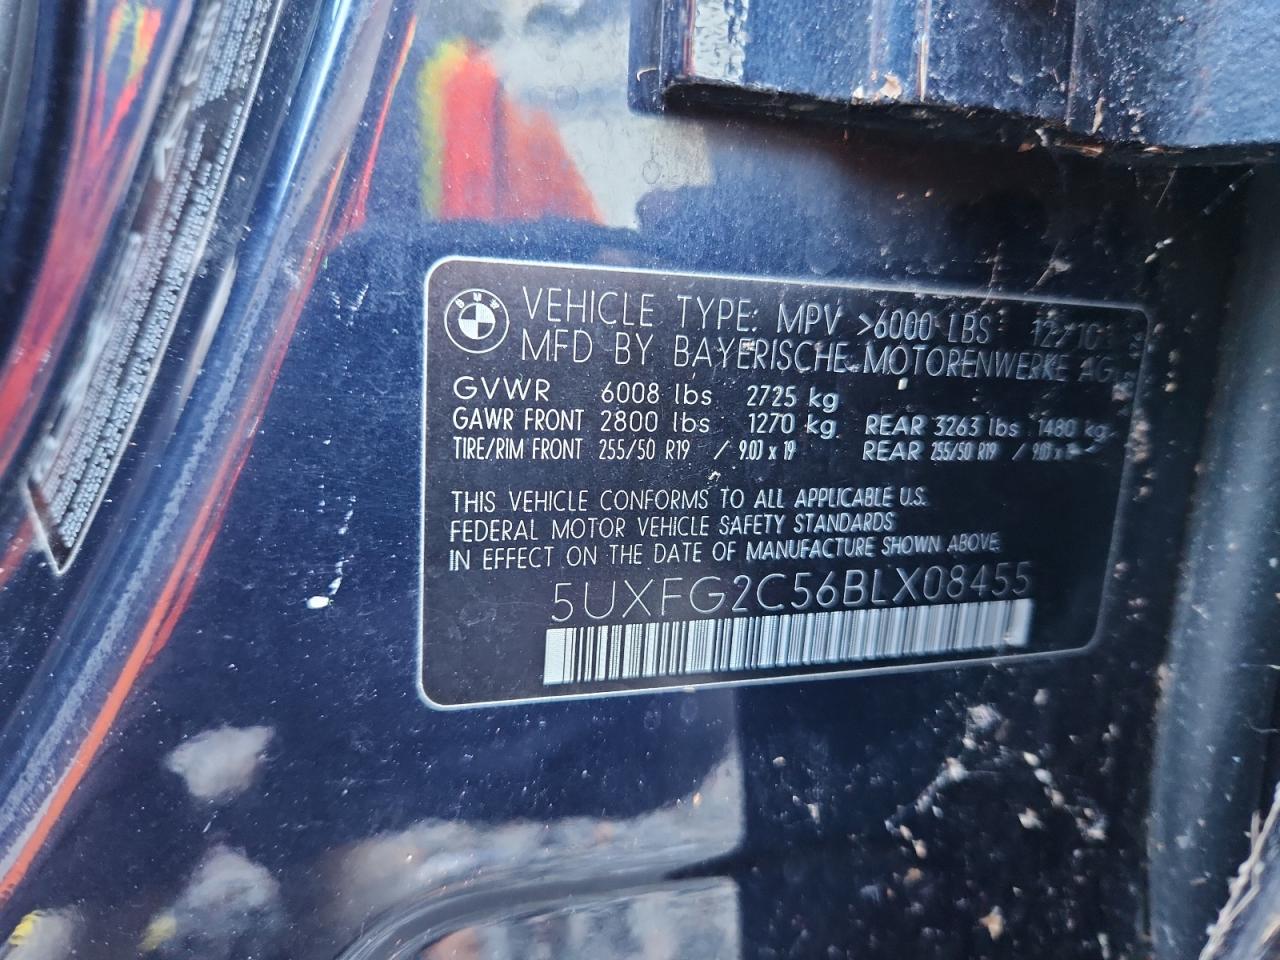 BMW
VEHICLE TYPE: MPV >6000 LBS 12/10
MFD BY BAYERISCHE MOTORENWERKE AG
GVWR 6008 lbs 2725 kg
GAWR FRONT 2800 lbs 1270 kg REAR 3263 lbs 1480 kg
TIRE/RIM FRONT 255/50 R19 / 9.0J x 19 REAR 255/50 R19 / 9.0J x
THIS VEHICLE CONFORMS TO ALL APPLICABLE U.S.
FEDERAL MOTOR VEHICLE SAFETY STANDARDS
IN EFFECT ON THE DATE OF MANUFACTURE SHOWN ABOVE
5UXFG2C56BLX08455